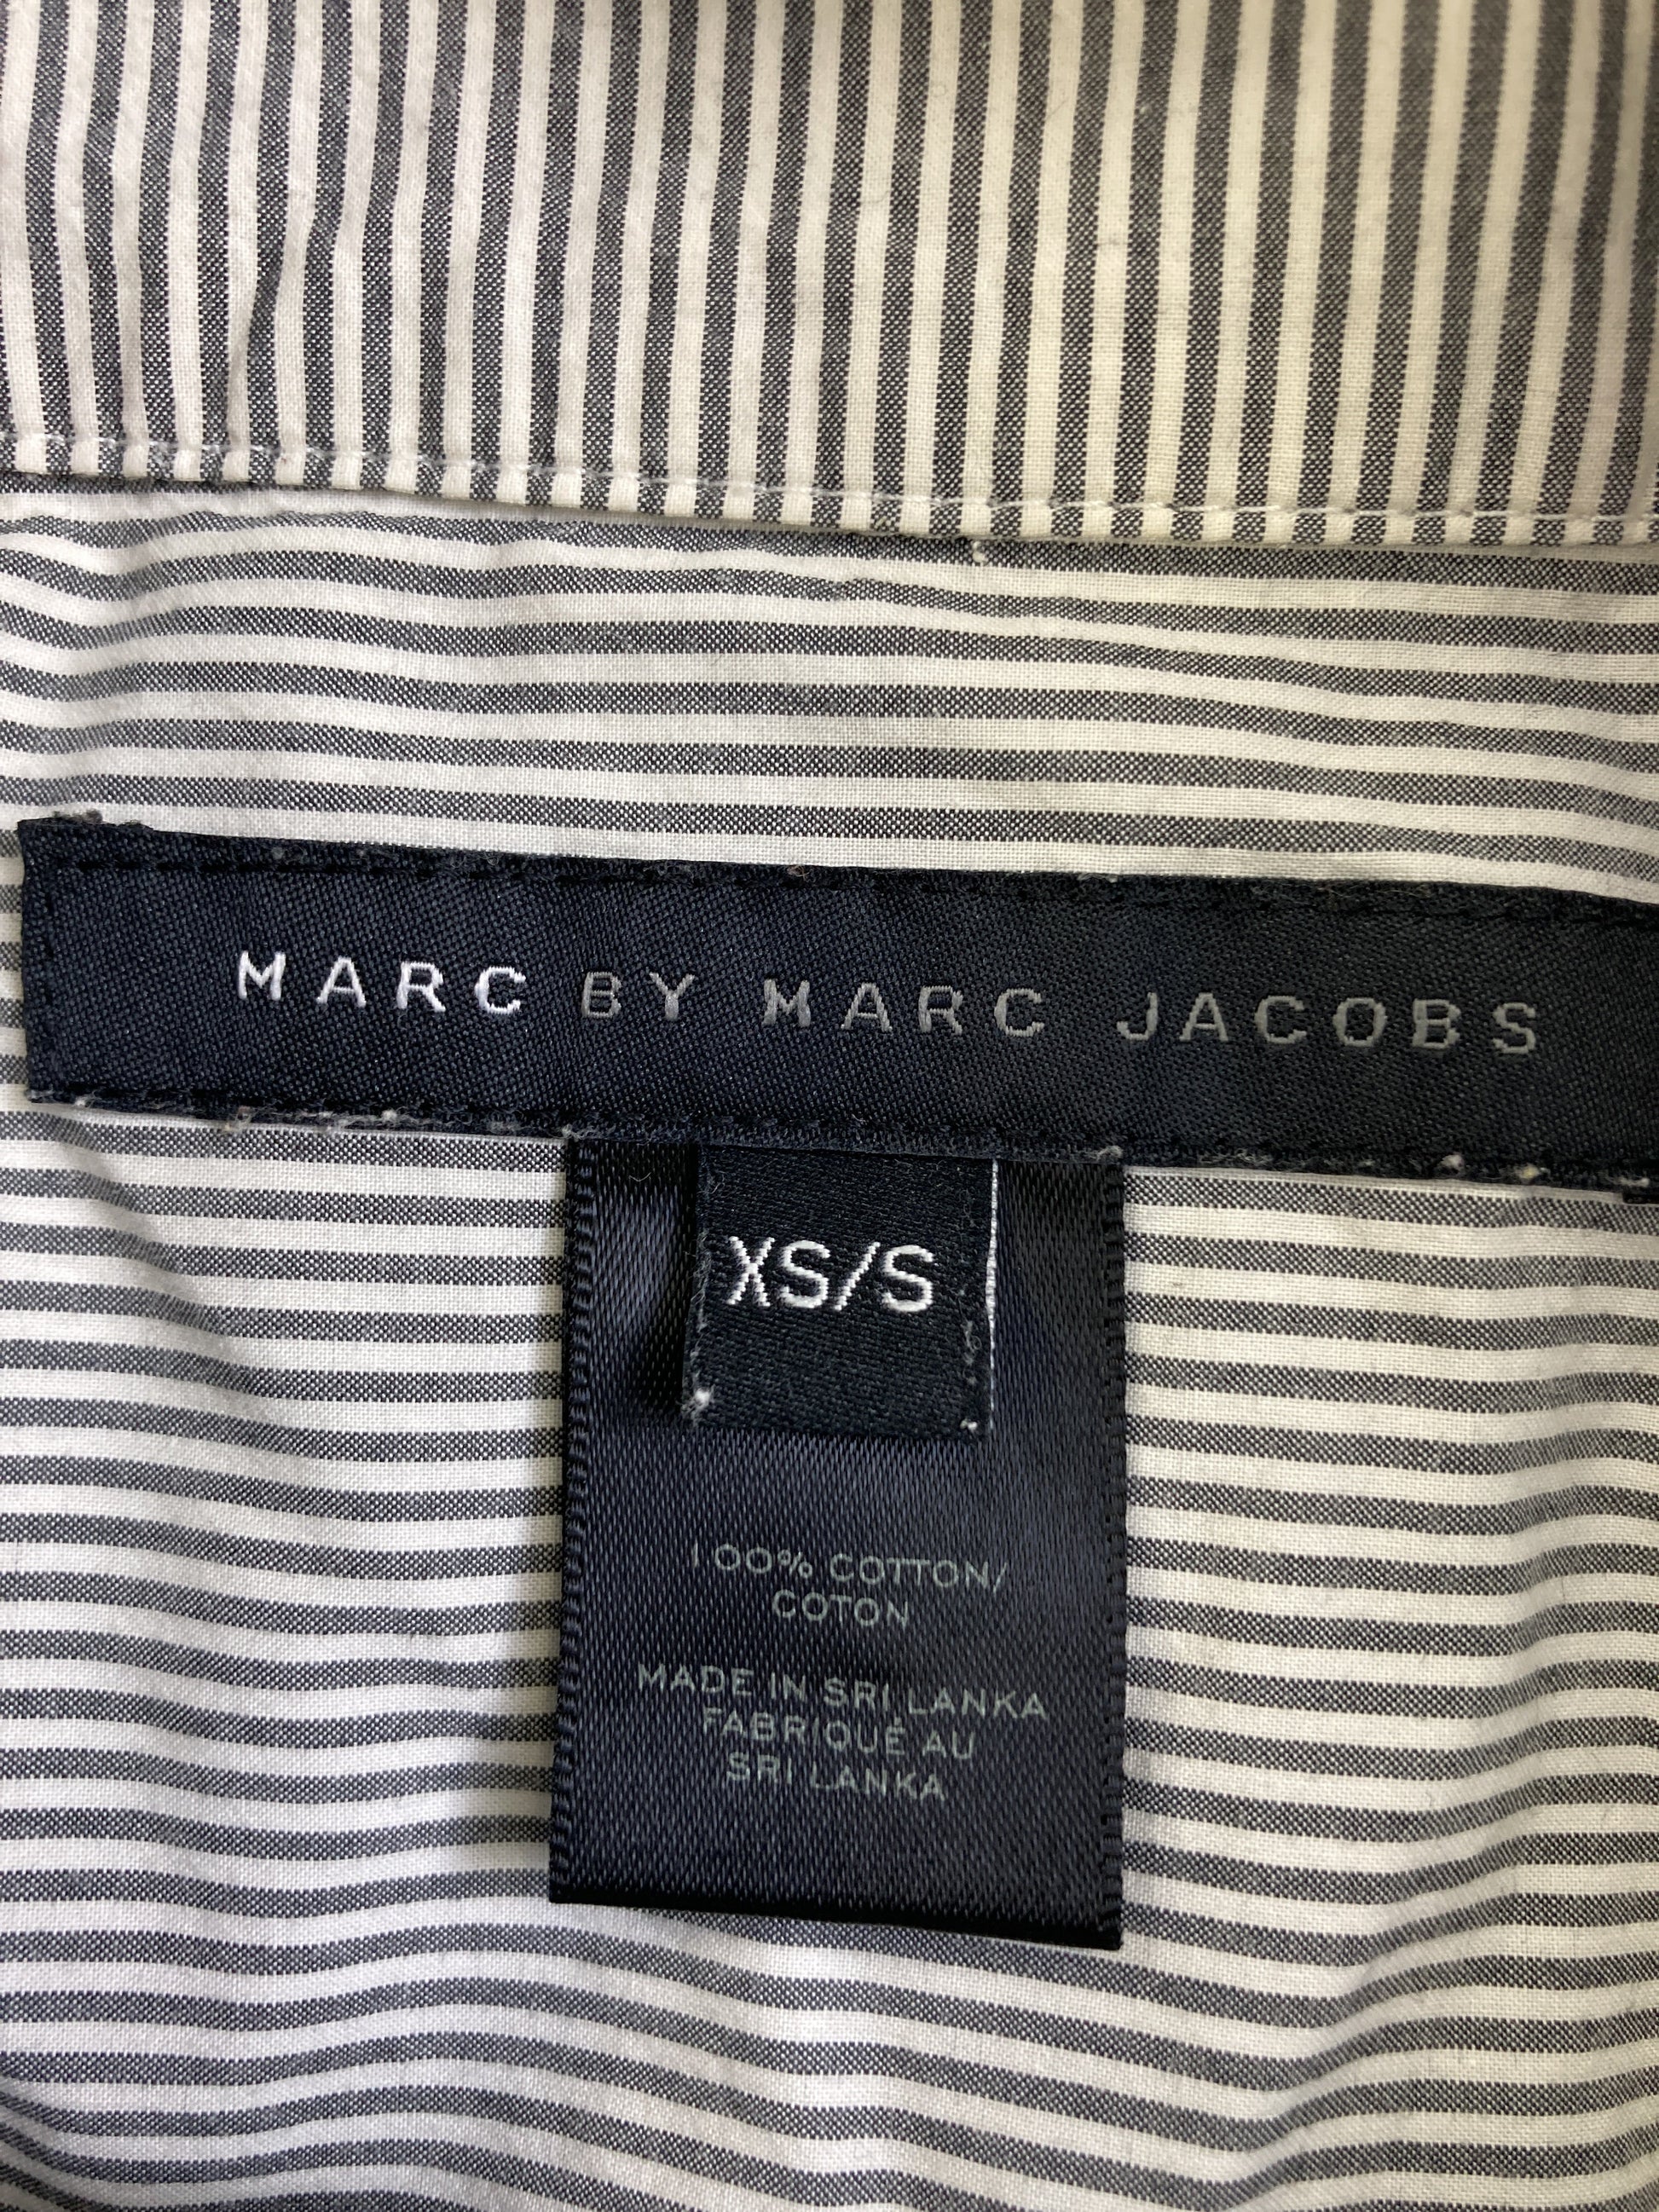 MARC BY MARC JACOBS
XS/S
100% COTTON/
COTON
MADE IN SRI LANKA
FABRIQUÉ AU
SRI LANKA